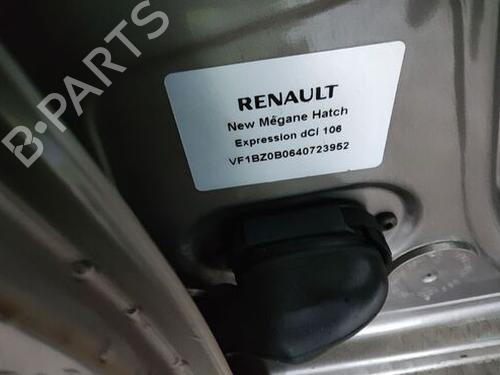 B-PARTS
RENAULT
New Mégane Hatch
Expression dCi 106
VF1BZ0B0640723952